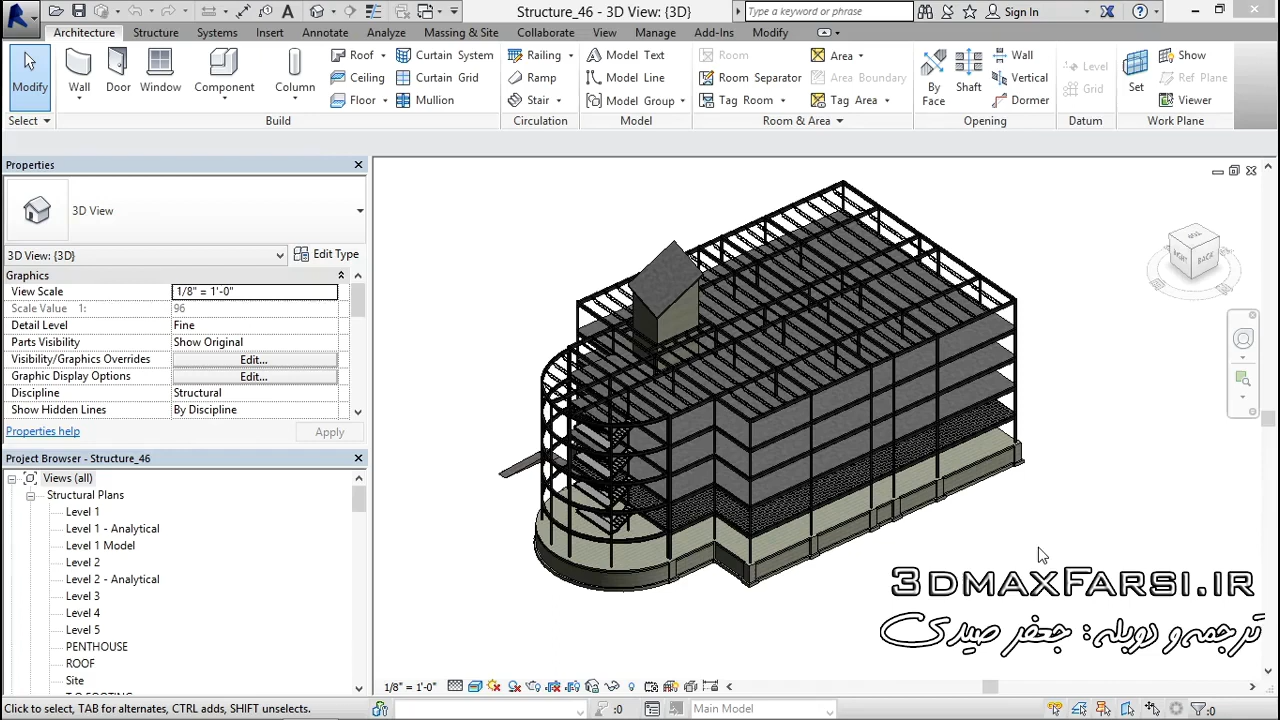 Structure_46 - 3D View: {3D}
Type a keyword or phrase
Sign In
Architecture Structure Systems Insert Annotate Analyze Massing & Site Collaborate View Manage Add-Ins Modify
Modify
Wall
Door
Window
Component
Column
Roof
Ceiling
Floor
Curtain System
Curtain Grid
Mullion
Railing
Ramp
Stair
Model Text
Model Line
Model Group
Room
Room Separator
Tag Room
Area
Area Boundary
Tag Area
By Face
Shaft
Wall
Vertical
Dormer
Level
Grid
Set
Show
Ref Plane
Viewer
Select Build Circulation Model Room & Area Opening Datum Work Plane
Properties
3D View
3D View: {3D} Edit Type
Graphics
View Scale 1/8" = 1'-0"
Scale Value 1: 96
Detail Level Fine
Parts Visibility Show Original
Visibility/Graphics Overrides Edit...
Graphic Display Options Edit...
Discipline Structural
Show Hidden Lines By Discipline
Properties help Apply
Project Browser - Structure_46
Views (all)
Structural Plans
Level 1
Level 1 - Analytical
Level 1 Model
Level 2
Level 2 - Analytical
Level 3
Level 4
Level 5
PENTHOUSE
ROOF
Site
T.O FOOTING
RIGHT
BACK
3DMAXFARSI.IR
ترجمه و دوبله: جعفر صیدی
1/8" = 1'-0"
Click to select, TAB for alternates, CTRL adds, SHIFT unselects.
:0
Main Model
:0